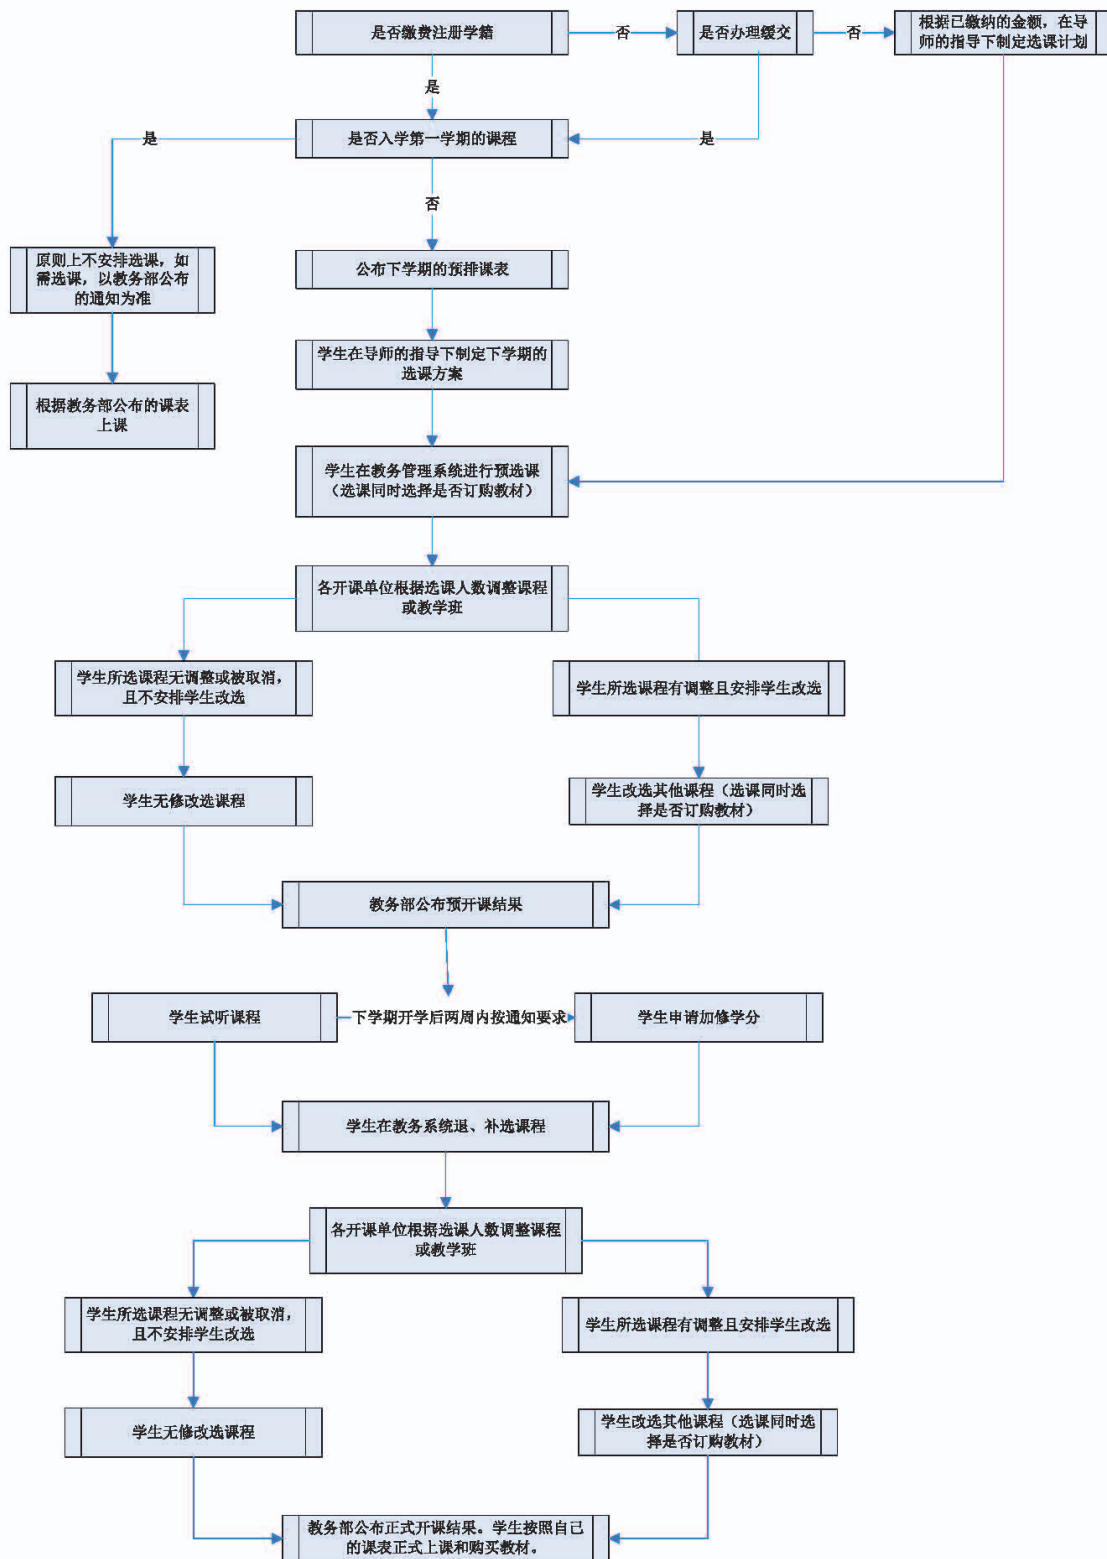 是否缴费注册学籍
否
是否办理缓交
否
根据已缴纳的金额，在导
师的指导下制定选课计划
是
是
是否入学第一学期的课程
是
否
原则上不安排选课，如
需选课，以教务部公布
的通知为准
公布下学期的预排课表
学生在导师的指导下制定下学期的
选课方案
根据教务部公布的课表
上课
学生在教务管理系统进行预选课
（选课同时选择是否订购教材）
各开课单位根据选课人数调整课程
或教学班
学生所选课程无调整或被取消，
且不安排学生改选
学生所选课程有调整且安排学生改选
学生无修改选课程
学生改选其他课程（选课同时选
择是否订购教材）
教务部公布预开课结果
学生试听课程
下学期开学后两周内按通知要求
学生申请加修学分
学生在教务系统退、补选课程
各开课单位根据选课人数调整课程
或教学班
学生所选课程无调整或被取消，
且不安排学生改选
学生所选课程有调整且安排学生改选
学生无修改选课程
学生改选其他课程（选课同时选
择是否订购教材）
教务部公布正式开课结果。学生按照自己
的课表正式上课和购买教材。